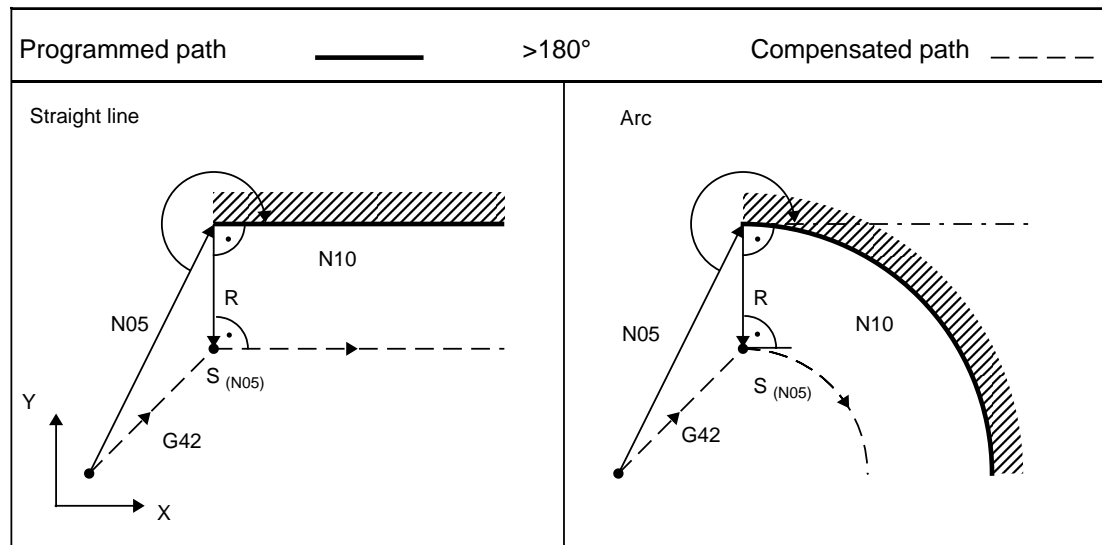 Programmed path >180° Compensated path
Straight line
N10
R
N05
S (N05)
G42
Y
X
Arc
R
N10
N05
S (N05)
G42